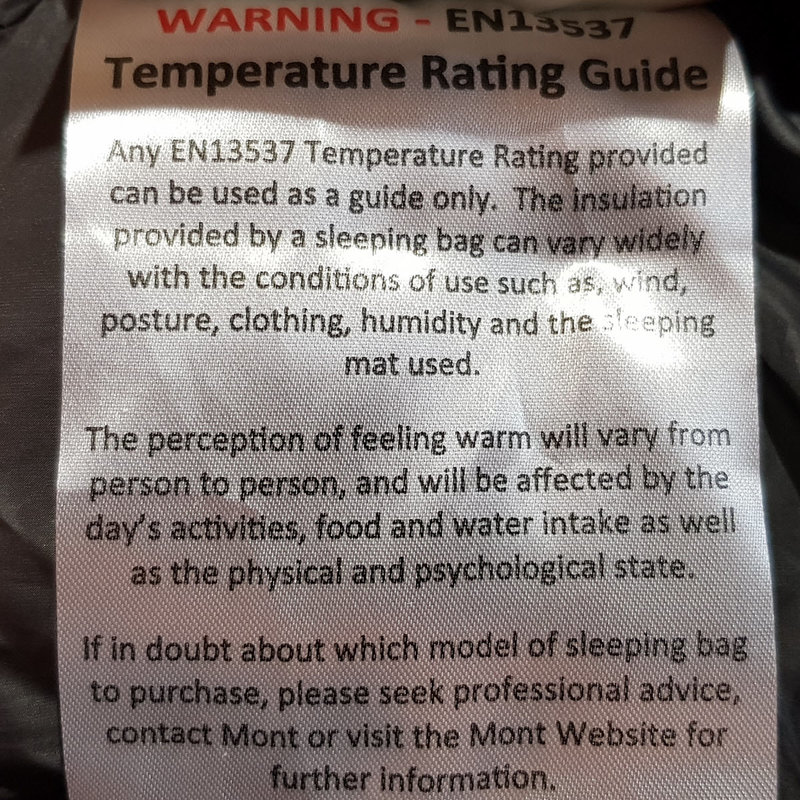 WARNING - EN13537
Temperature Rating Guide
Any EN13537 Temperature Rating provided
can be used as a guide only. The insulation
provided by a sleeping bag can vary widely
with the conditions of use such as, wind,
posture, clothing, humidity and the sleeping
mat used.
The perception of feeling warm will vary from
person to person, and will be affected by the
day's activities, food and water intake as well
as the physical and psychological state.
If in doubt about which model of sleeping bag
to purchase, please seek professional advice,
contact Mont or visit the Mont Website for
further information.